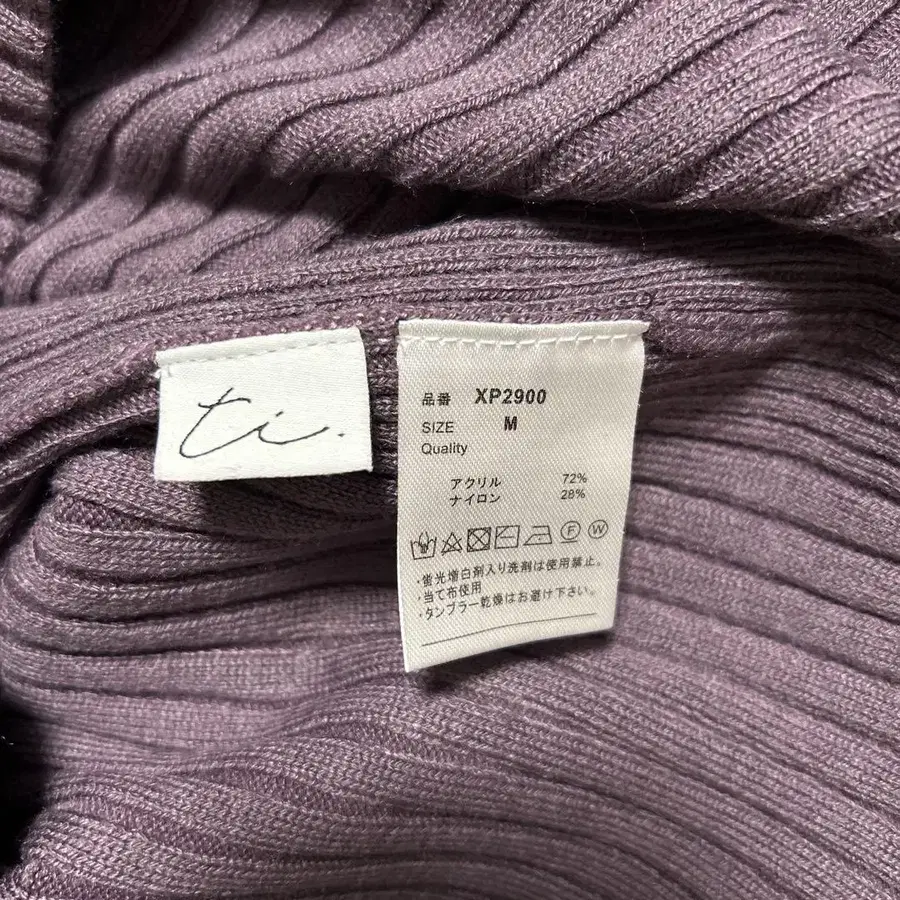 ti.
品番 XP2900
SIZE M
Quality
アクリル 72%
ナイロン 28%
F W
・蛍光増白剤入り洗剤は使用禁止。
・当て布使用
・タンブラー乾燥はお避け下さい。